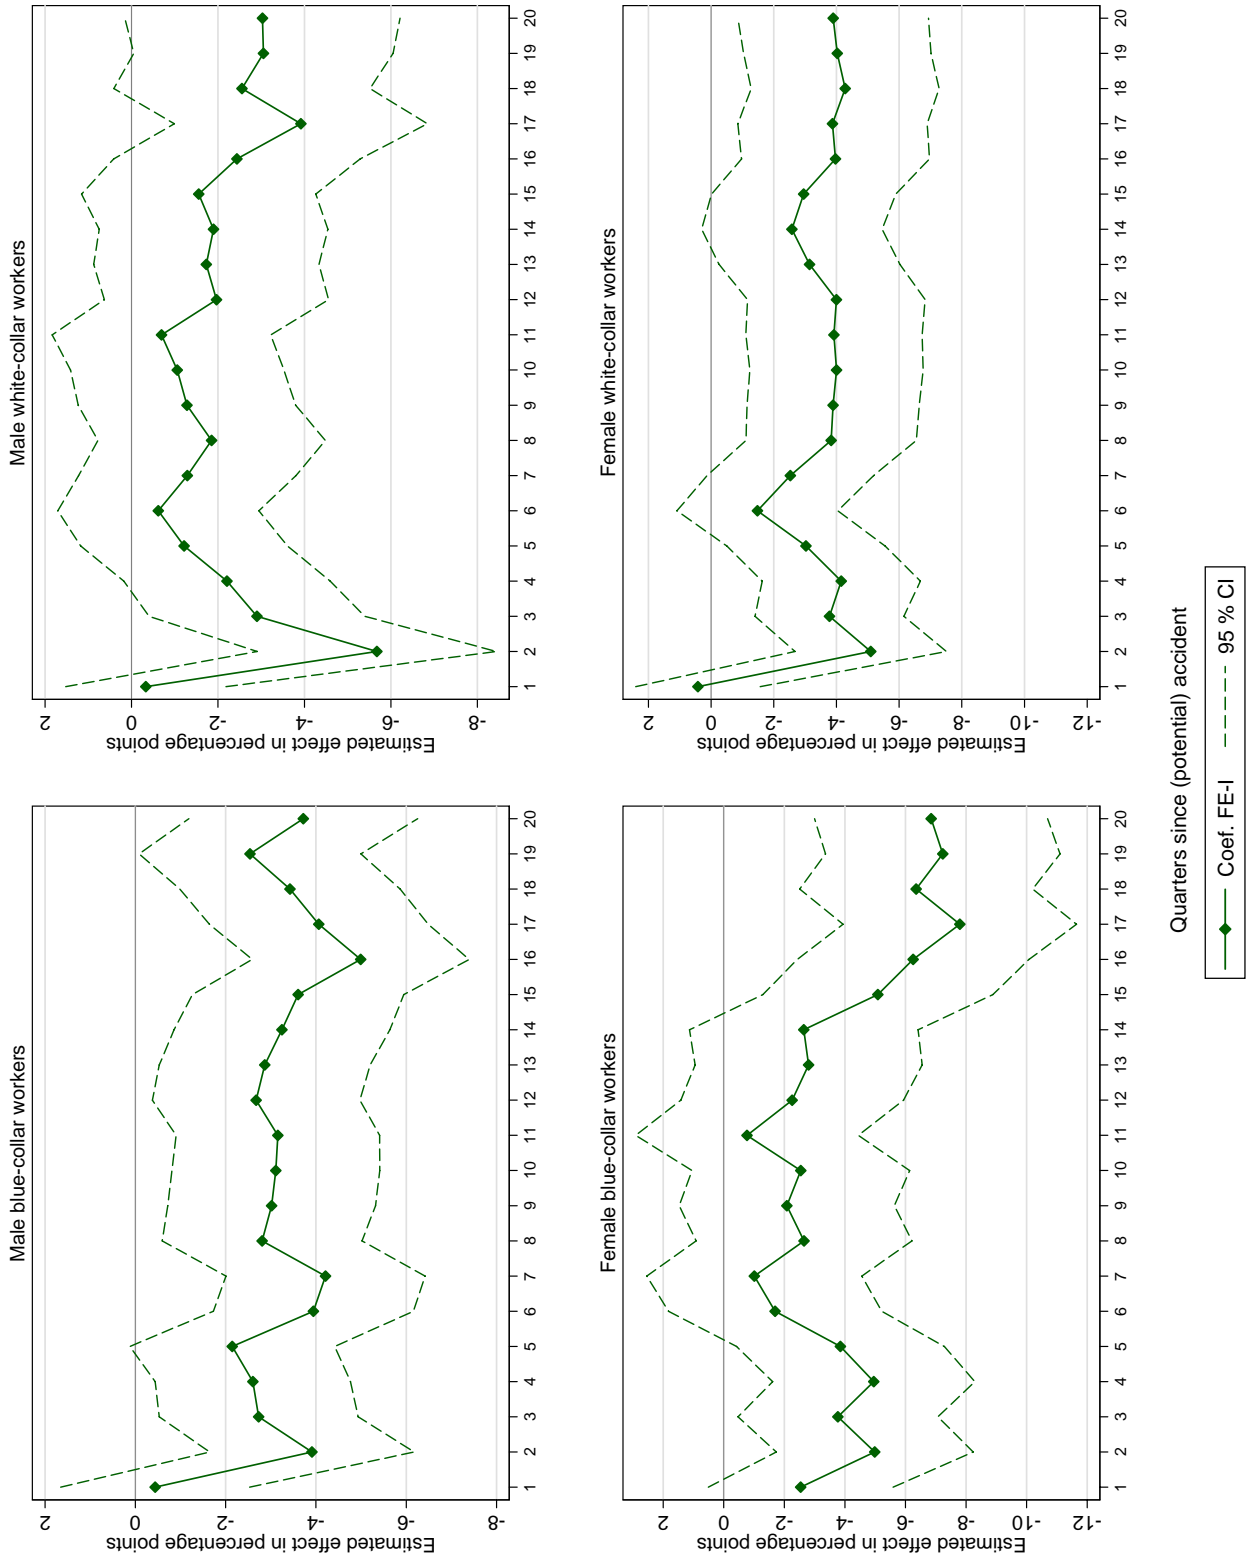 Male blue-collar workers
Estimated effect in percentage points
2
0
-2
-4
-6
-8
1 2 3 4 5 6 7 8 9 10 11 12 13 14 15 16 17 18 19 20
Male white-collar workers
Estimated effect in percentage points
2
0
-2
-4
-6
-8
1 2 3 4 5 6 7 8 9 10 11 12 13 14 15 16 17 18 19 20
Female blue-collar workers
Estimated effect in percentage points
2
0
-2
-4
-6
-8
-10
-12
1 2 3 4 5 6 7 8 9 10 11 12 13 14 15 16 17 18 19 20
Female white-collar workers
Estimated effect in percentage points
2
0
-2
-4
-6
-8
-10
-12
1 2 3 4 5 6 7 8 9 10 11 12 13 14 15 16 17 18 19 20
Quarters since (potential) accident
Coef. FE-I 95 % CI